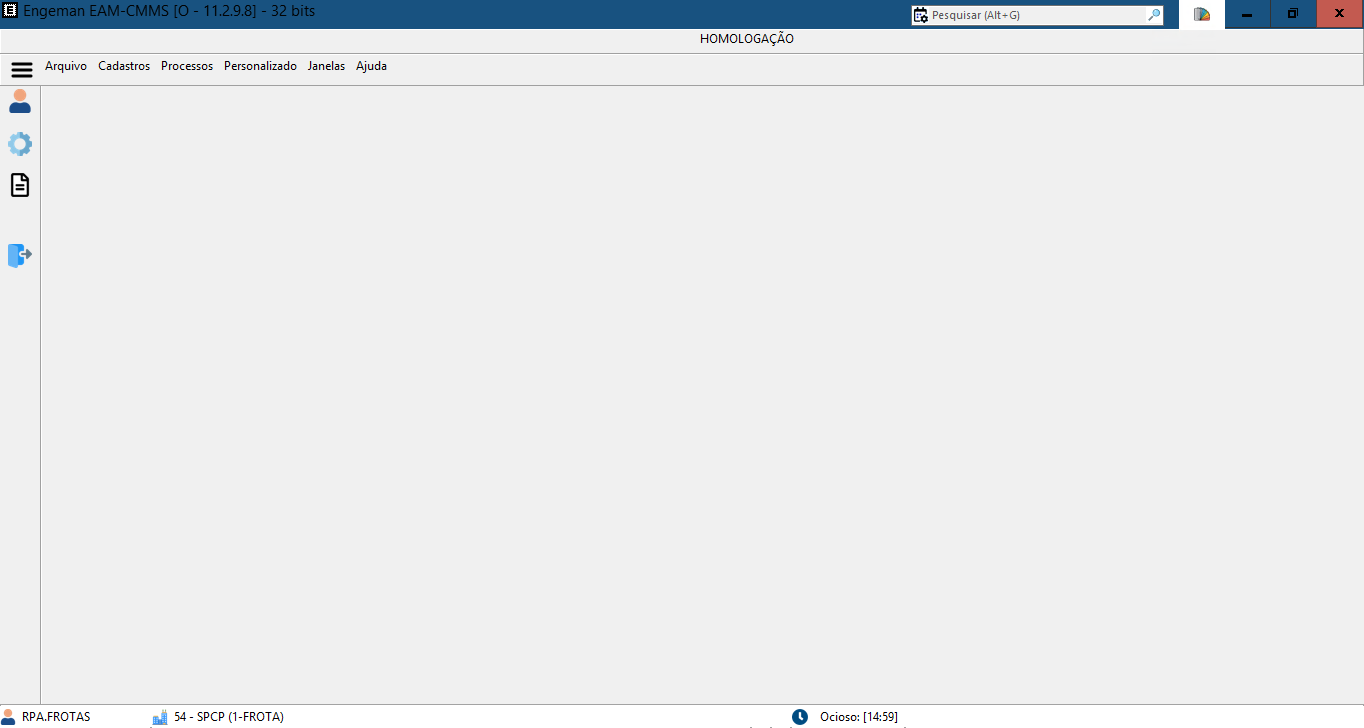 Engeman EAM-CMMS [O - 11.2.9.8] - 32 bits
Pesquisar (Alt+G)
HOMOLOGAÇÃO
Arquivo Cadastros Processos Personalizado Janelas Ajuda
RPA.FROTAS 54 - SPCP (1-FROTA) Ocioso: [14:59]